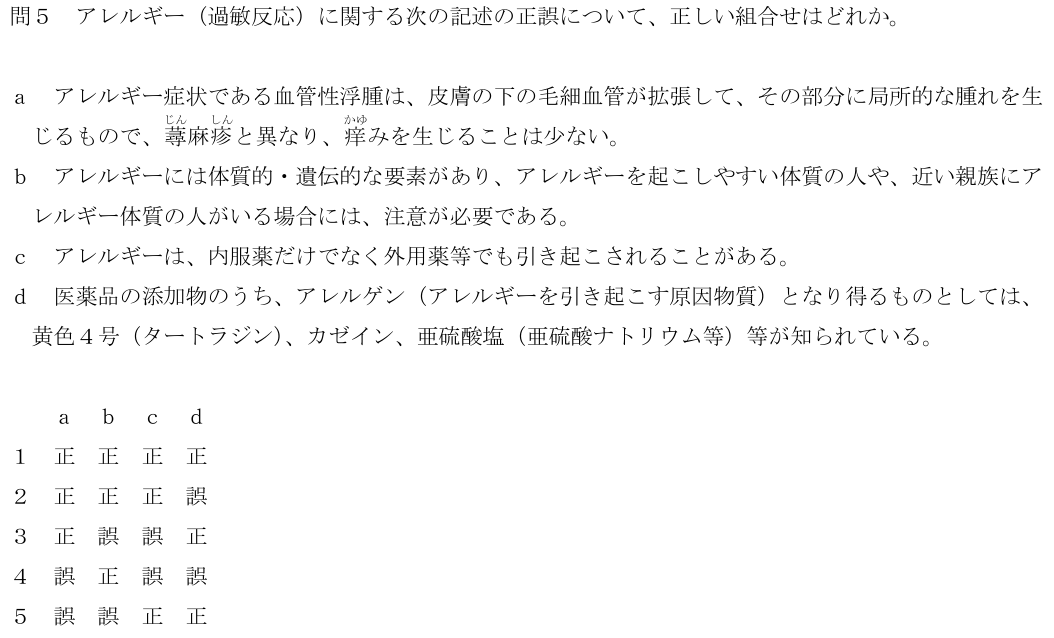 問５　アレルギー（過敏反応）に関する次の記述の正誤について、正しい組合せはどれか。
a　アレルギー症状である血管性浮腫は、皮膚の下の毛細血管が拡張して、その部分に局所的な腫れを生
じるもので、蕁麻疹と異なり、痒みを生じることは少ない。
b　アレルギーには体質的・遺伝的な要素があり、アレルギーを起こしやすい体質の人や、近い親族にア
レルギー体質の人がいる場合には、注意が必要である。
c　アレルギーは、内服薬だけでなく外用薬等でも引き起こされることがある。
d　医薬品の添加物のうち、アレルゲン（アレルギーを引き起こす原因物質）となり得るものとしては、
黄色４号（タートラジン）、カゼイン、亜硫酸塩（亜硫酸ナトリウム等）等が知られている。
a　b　c　d
１　正　正　正　正
２　正　正　正　誤
３　正　誤　誤　正
４　誤　正　誤　誤
５　誤　誤　正　正